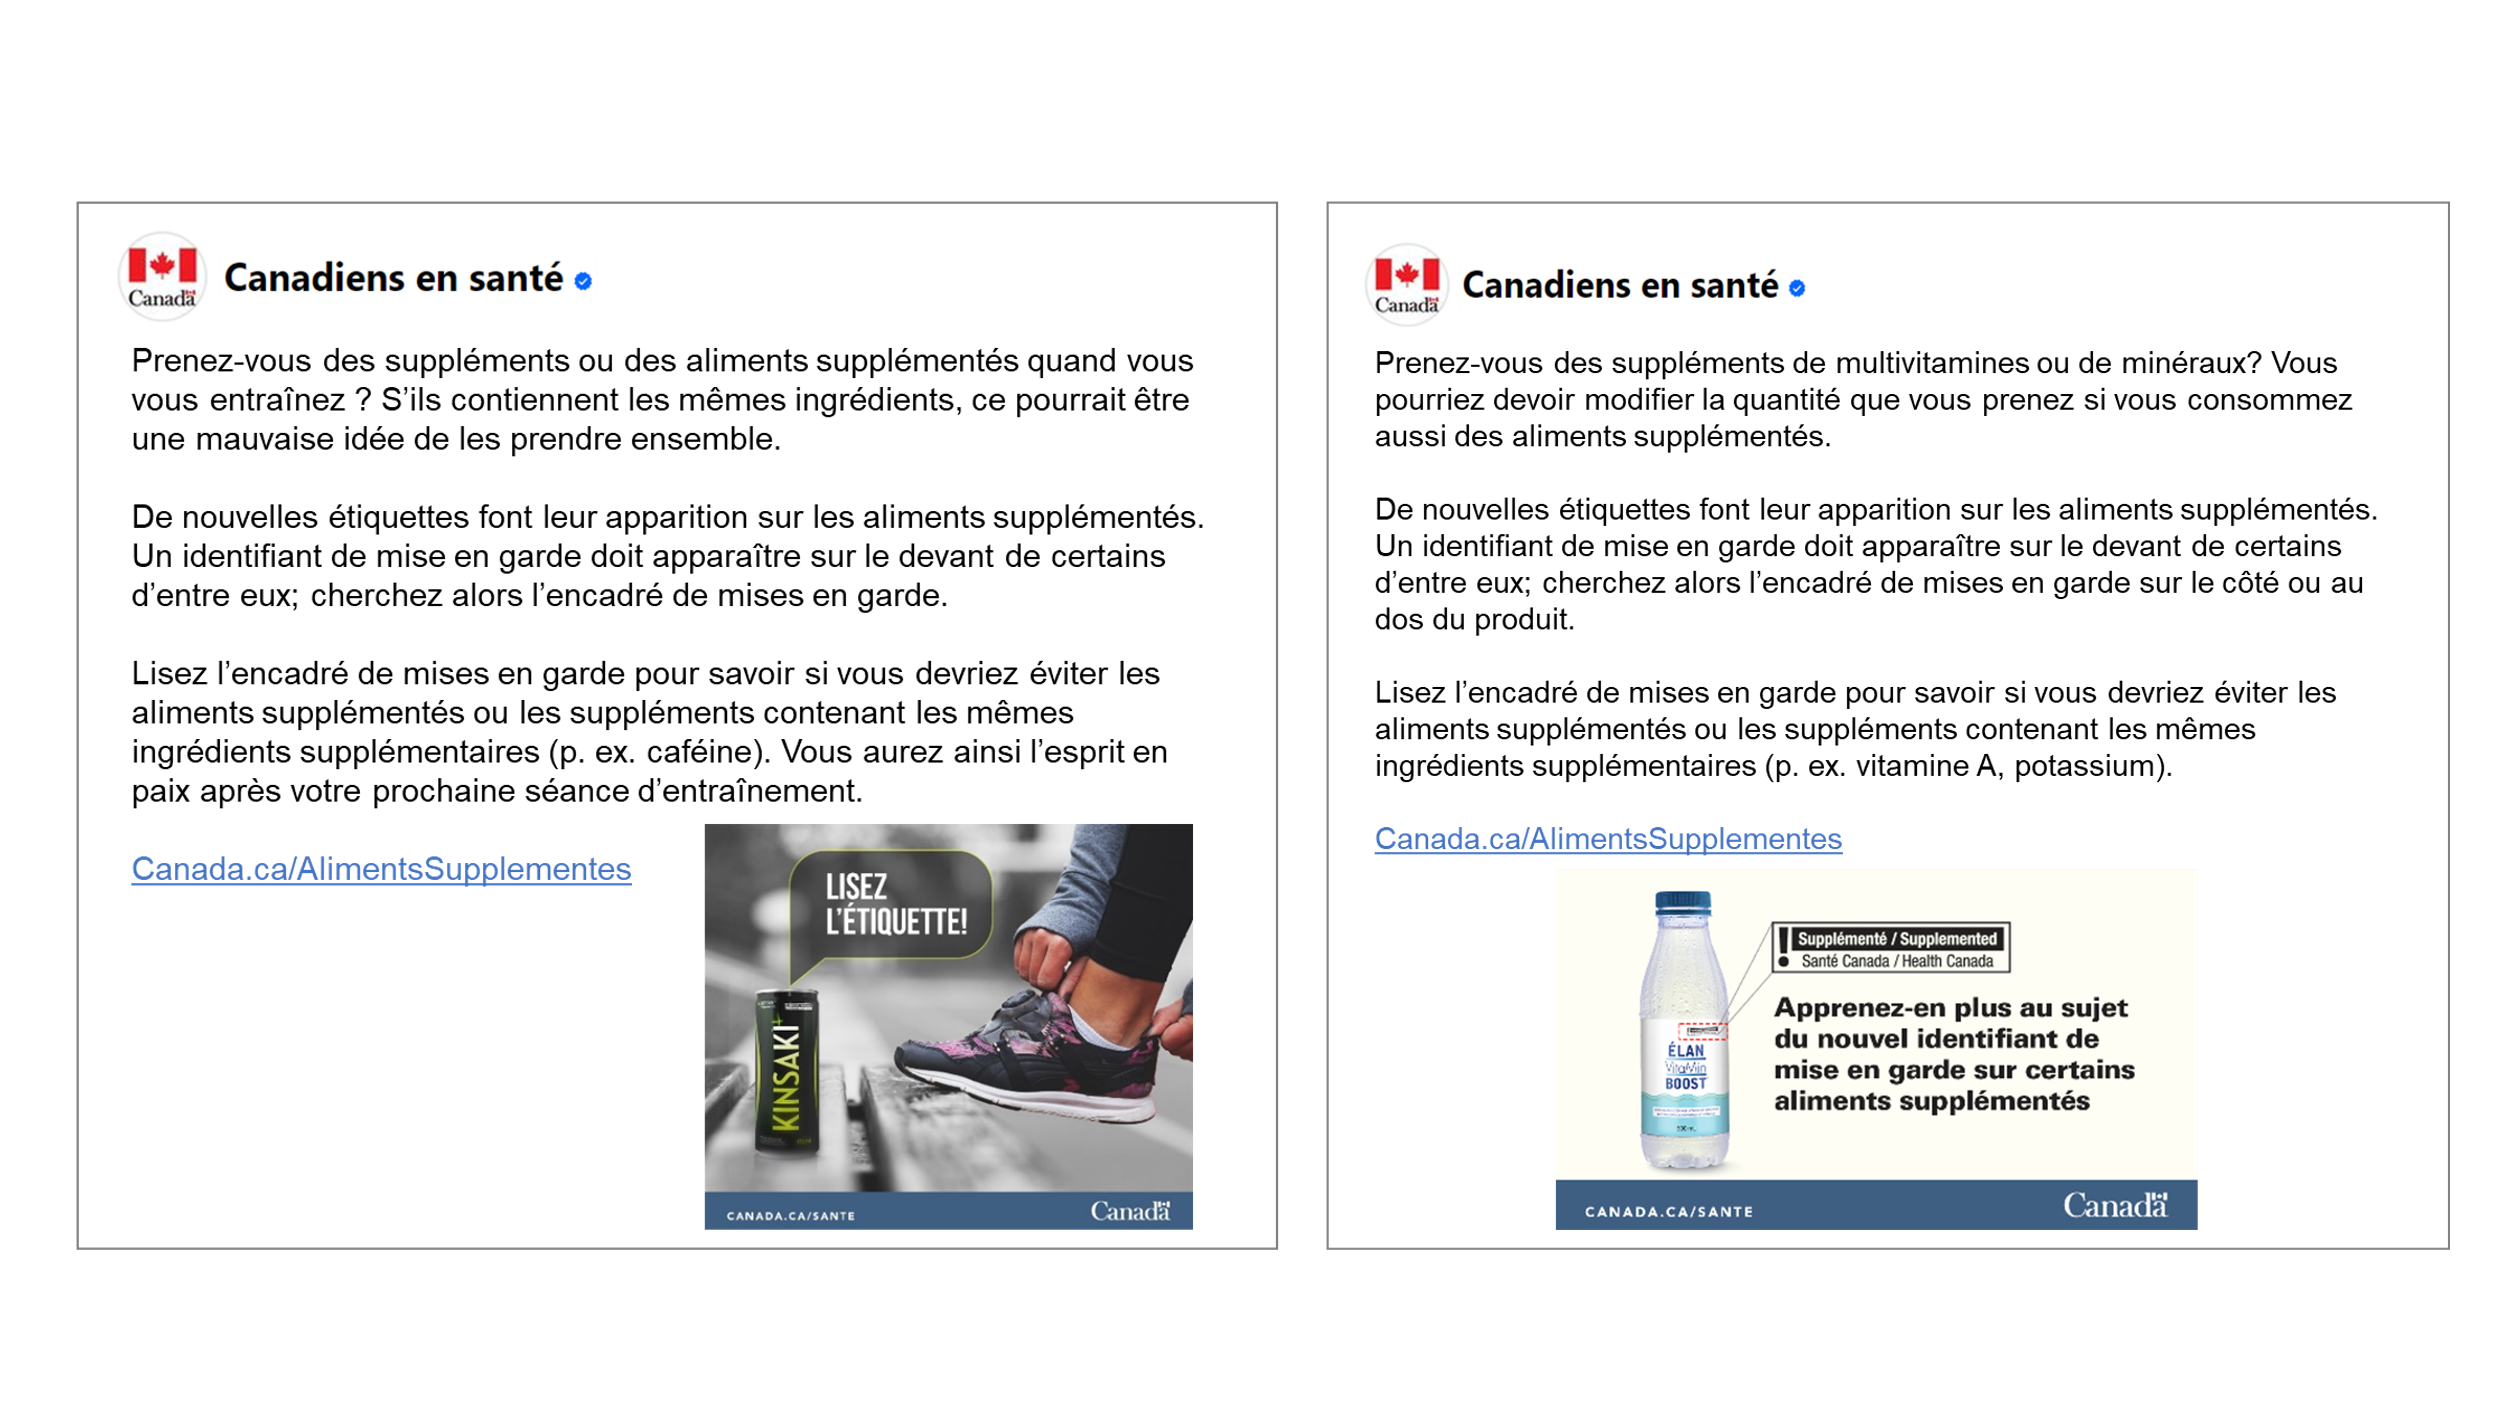 Canada
Canadiens en santé
Prenez-vous des suppléments ou des aliments supplémentés quand vous
vous entraînez ? S’ils contiennent les mêmes ingrédients, ce pourrait être
une mauvaise idée de les prendre ensemble.
De nouvelles étiquettes font leur apparition sur les aliments supplémentés.
Un identifiant de mise en garde doit apparaître sur le devant de certains
d’entre eux; cherchez alors l’encadré de mises en garde.
Lisez l’encadré de mises en garde pour savoir si vous devriez éviter les
aliments supplémentés ou les suppléments contenant les mêmes
ingrédients supplémentaires (p. ex. caféine). Vous aurez ainsi l’esprit en
paix après votre prochaine séance d’entraînement.
Canada.ca/AlimentsSupplementes
LISEZ
L’ÉTIQUETTE!
KINSAKI
CANADA.CA/SANTE
Canada
Canada
Canadiens en santé
Prenez-vous des suppléments de multivitamines ou de minéraux? Vous
pourriez devoir modifier la quantité que vous prenez si vous consommez
aussi des aliments supplémentés.
De nouvelles étiquettes font leur apparition sur les aliments supplémentés.
Un identifiant de mise en garde doit apparaître sur le devant de certains
d’entre eux; cherchez alors l’encadré de mises en garde sur le côté ou au
dos du produit.
Lisez l’encadré de mises en garde pour savoir si vous devriez éviter les
aliments supplémentés ou les suppléments contenant les mêmes
ingrédients supplémentaires (p. ex. vitamine A, potassium).
Canada.ca/AlimentsSupplementes
Supplémenté / Supplemented
Santé Canada / Health Canada
Apprenez-en plus au sujet
du nouvel identifiant de
mise en garde sur certains
aliments supplémentés
ÉLAN
VitaMin
BOOST
CANADA.CA/SANTE
Canada